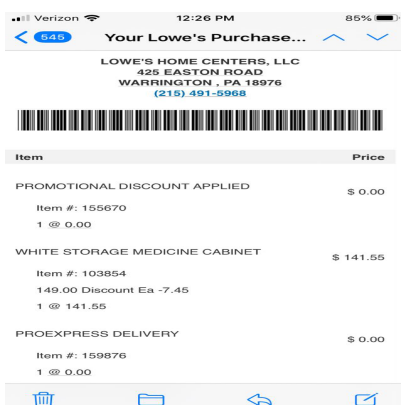 Verizon 12:26 PM 85%
545 Your Lowe's Purchase...
LOWE'S HOME CENTERS, LLC
425 EASTON ROAD
WARRINGTON , PA 18976
(215) 491-5968
Item Price
PROMOTIONAL DISCOUNT APPLIED $ 0.00
Item #: 155670
1 @ 0.00
WHITE STORAGE MEDICINE CABINET $ 141.55
Item #: 103854
149.00 Discount Ea -7.45
1 @ 141.55
PROEXPRESS DELIVERY $ 0.00
Item #: 159876
1 @ 0.00